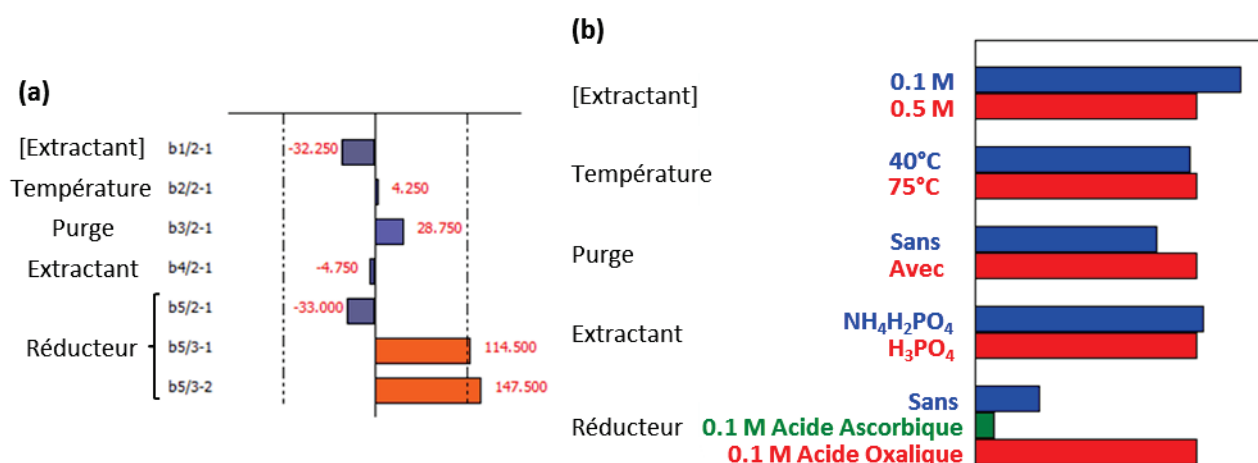 (a)
[Extractant] b1/2-1 -32.250
Température b2/2-1 4.250
Purge b3/2-1 28.750
Extractant b4/2-1 -4.750
b5/2-1 -33.000
Réducteur b5/3-1 114.500
b5/3-2 147.500
(b)
[Extractant] 0.1 M
0.5 M
Température 40°C
75°C
Purge Sans
Avec
Extractant NH₄H₂PO₄
H₃PO₄
Sans
Réducteur 0.1 M Acide Ascorbique
0.1 M Acide Oxalique